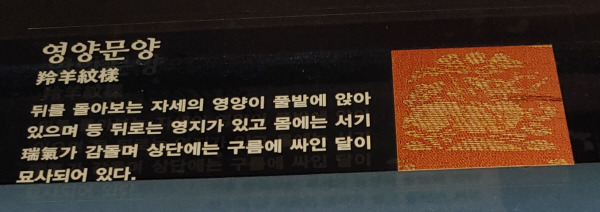 영양문양
羚羊紋樣
뒤를 돌아보는 자세의 영양이 풀밭에 앉아
있으며 등 뒤로는 영지가 있고 몸에는 서기
瑞氣가 감돌며 상단에는 구름에 싸인 달이
묘사되어 있다.